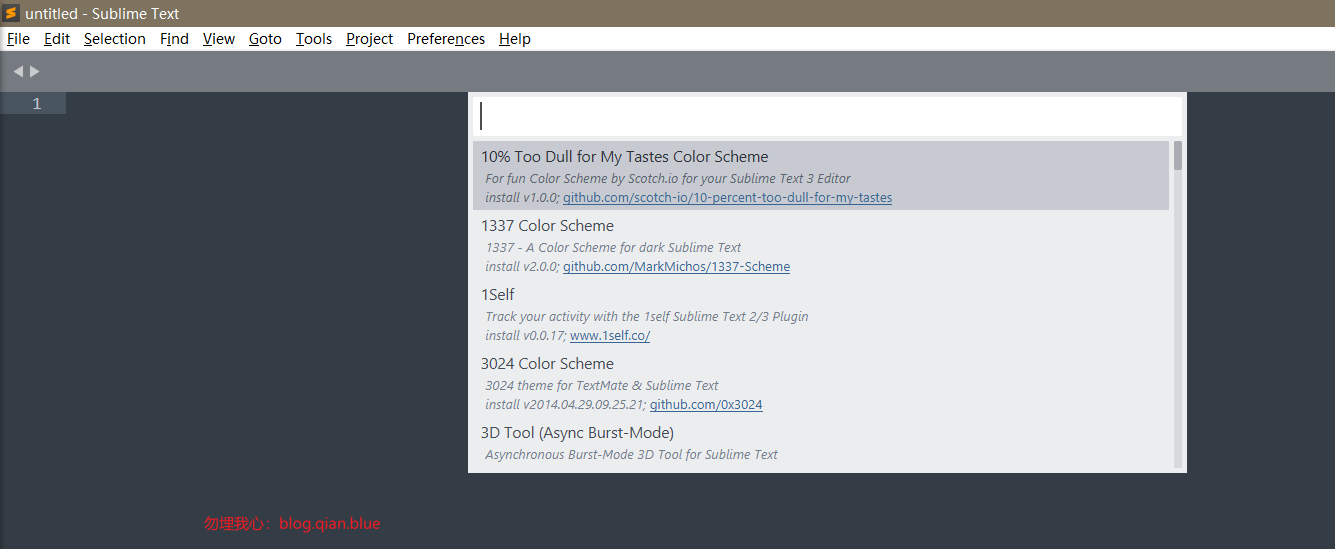 untitled - Sublime Text
File Edit Selection Find View Goto Tools Project Preferences Help
1
10% Too Dull for My Tastes Color Scheme
For fun Color Scheme by Scotch.io for your Sublime Text 3 Editor
install v1.0.0; github.com/scotch-io/10-percent-too-dull-for-my-tastes
1337 Color Scheme
1337 - A Color Scheme for dark Sublime Text
install v2.0.0; github.com/MarkMichos/1337-Scheme
1Self
Track your activity with the 1self Sublime Text 2/3 Plugin
install v0.0.17; www.1self.co/
3024 Color Scheme
3024 theme for TextMate & Sublime Text
install v2014.04.29.09.25.21; github.com/0x3024
3D Tool (Async Burst-Mode)
Asynchronous Burst-Mode 3D Tool for Sublime Text
勿埋我心：blog.qian.blue